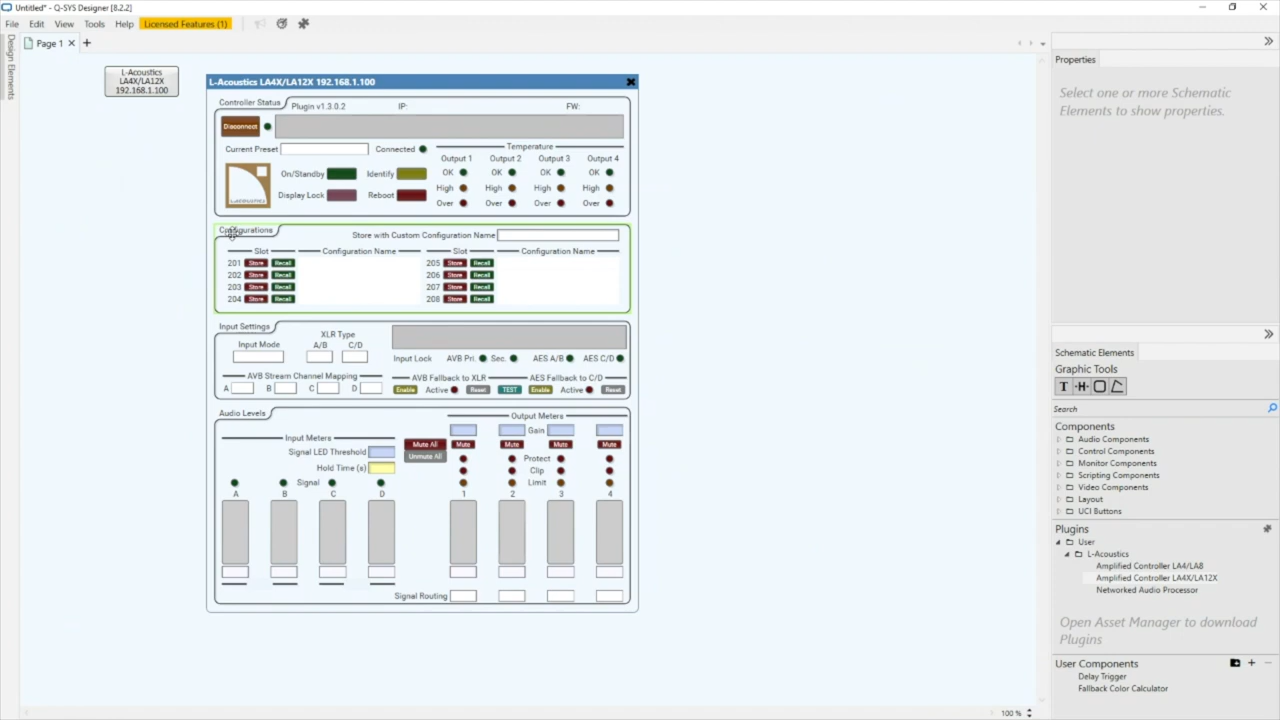 Untitled* - Q-SYS Designer [8.2.2]
File Edit View Tools Help Licensed Features (1)
Page 1
Design Elements
L-Acoustics
LA4X/LA12X
192.168.1.100
L-Acoustics LA4X/LA12X 192.168.1.100
Controller Status Plugin v1.3.0.2 IP: FW:
Disconnect
Current Preset Connected
Temperature
Output 1 Output 2 Output 3 Output 4
On/Standby Identify OK OK OK OK
High High High High
Display Lock Reboot Over Over Over Over
L-ACOUSTICS
Configurations Store with Custom Configuration Name
Slot Configuration Name Slot Configuration Name
201 Store Recall 205 Store Recall
202 Store Recall 206 Store Recall
203 Store Recall 207 Store Recall
204 Store Recall 208 Store Recall
Input Settings
XLR Type
Input Mode A/B C/D
Input Lock AVB Pri. Sec. AES A/B AES C/D
AVB Stream Channel Mapping AVB Fallback to XLR AES Fallback to C/D
A B C D Enable Active Reset TEST Enable Active Reset
Audio Levels
Output Meters
Gain
Input Meters Mute All Mute Mute Mute Mute
Signal LED Threshold Unmute All Protect
Hold Time (s) Clip
Signal Limit
A B C D 1 2 3 4
Signal Routing
Properties
Select one or more Schematic
Elements to show properties.
Schematic Elements
Graphic Tools
T H
Search
Components
Audio Components
Control Components
Monitor Components
Scripting Components
Video Components
Layout
UCI Buttons
Plugins
User
L-Acoustics
Amplified Controller LA4/LA8
Amplified Controller LA4X/LA12X
Networked Audio Processor
Open Asset Manager to download
Plugins
User Components
Delay Trigger
Fallback Color Calculator
100 %